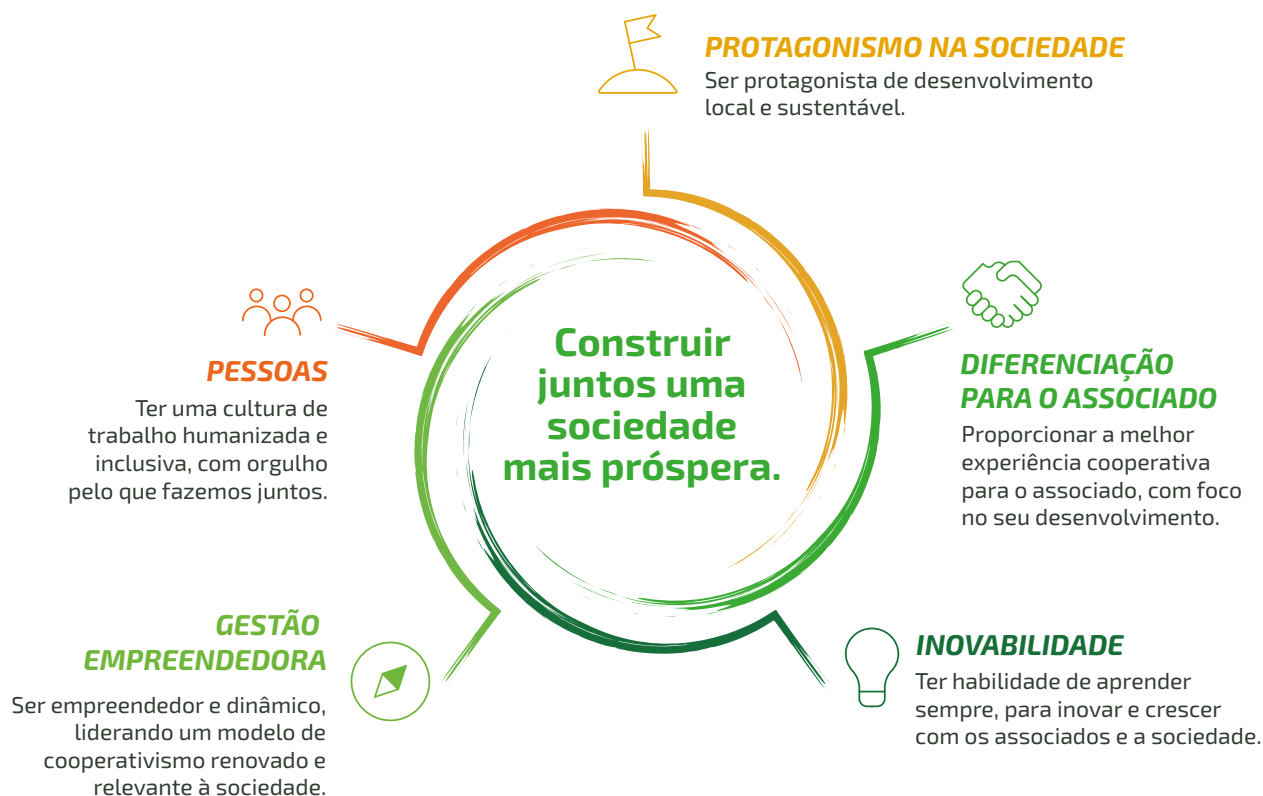 PROTAGONISMO NA SOCIEDADE
Ser protagonista de desenvolvimento
local e sustentável.
DIFERENCIAÇÃO
PARA O ASSOCIADO
Proporcionar a melhor
experiência cooperativa
para o associado, com foco
no seu desenvolvimento.
INOVABILIDADE
Ter habilidade de aprender
sempre, para inovar e crescer
com os associados e a sociedade.
GESTÃO
EMPREENDEDORA
Ser empreendedor e dinâmico,
liderando um modelo de
cooperativismo renovado e
relevante à sociedade.
PESSOAS
Ter uma cultura de
trabalho humanizada e
inclusiva, com orgulho
pelo que fazemos juntos.
Construir
juntos uma
sociedade
mais próspera.